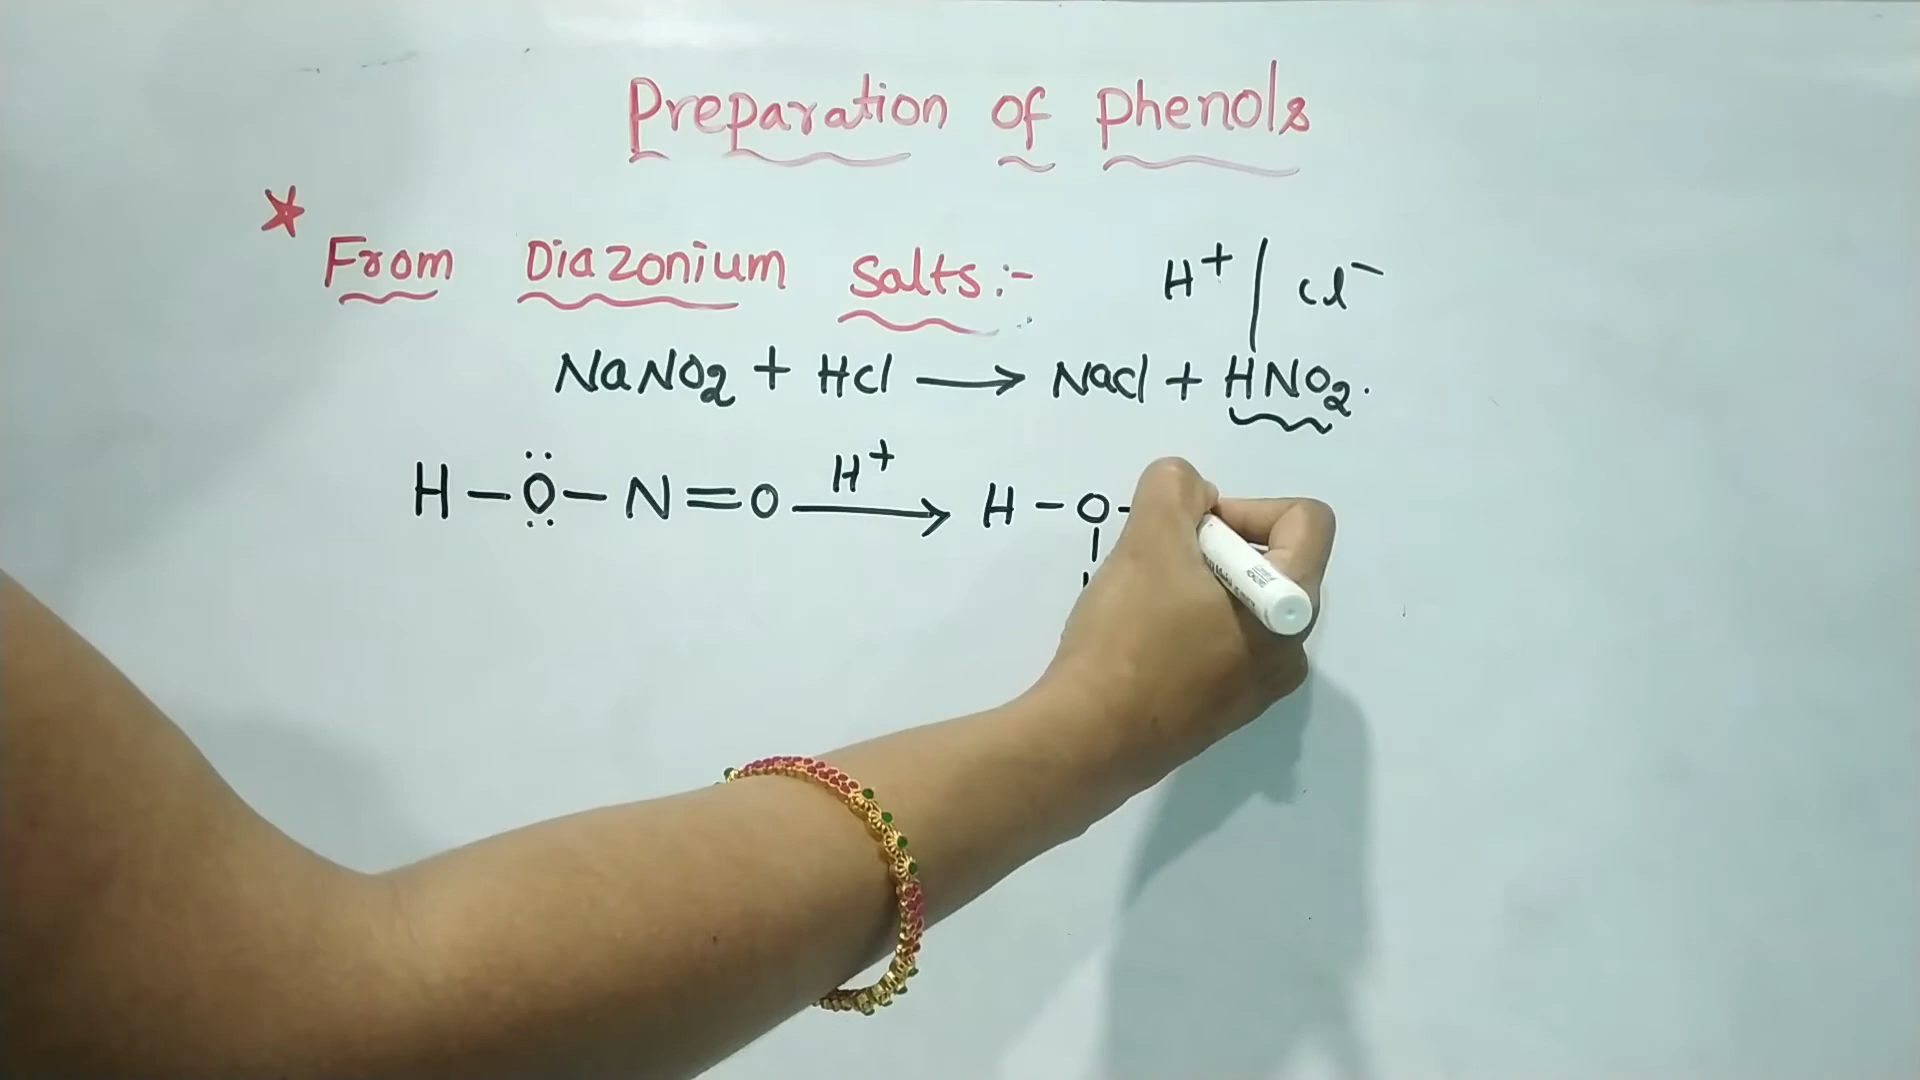 Preparation of phenols
* From Diazonium salts:-
H⁺ / cl⁻
NaNO₂ + Hcl ⟶ Nacl + HNO₂.
H⁺
H – Ö – N = O ⟶ H – O –